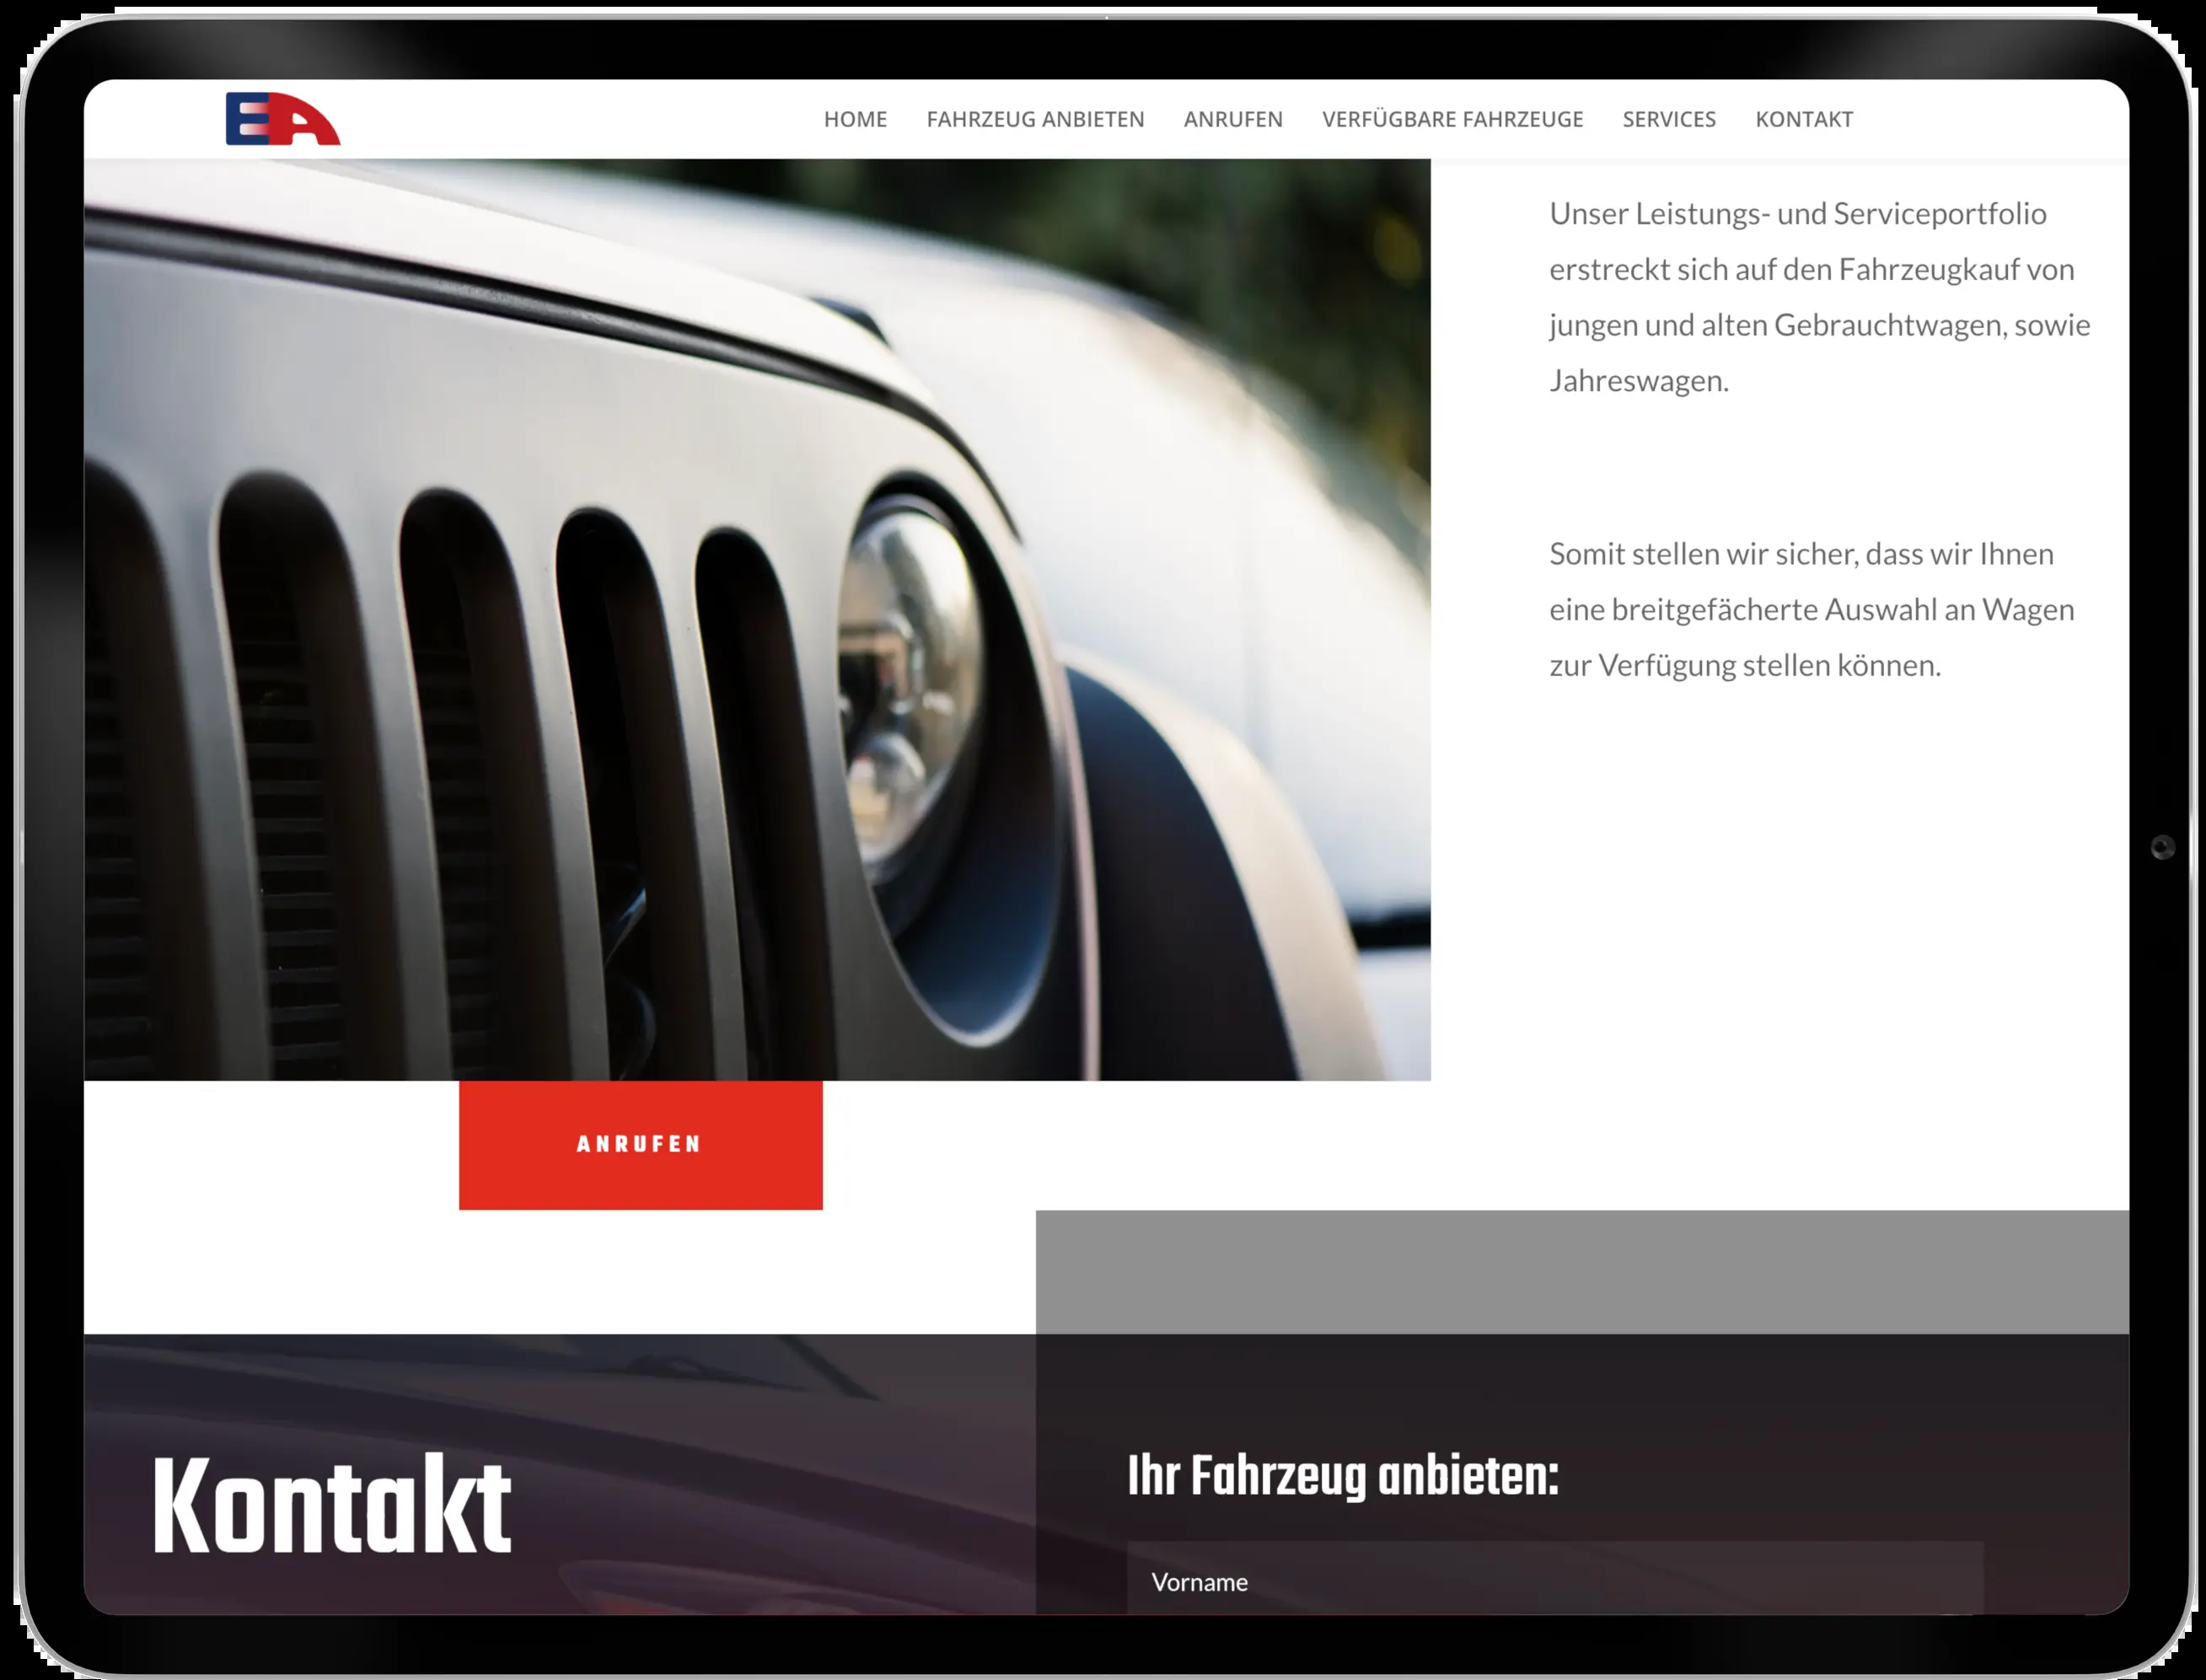 EA
HOME FAHRZEUG ANBIETEN ANRUFEN VERFÜGBARE FAHRZEUGE SERVICES KONTAKT
Unser Leistungs- und Serviceportfolio
erstreckt sich auf den Fahrzeugkauf von
jungen und alten Gebrauchtwagen, sowie
Jahreswagen.
Somit stellen wir sicher, dass wir Ihnen
eine breitgefächerte Auswahl an Wagen
zur Verfügung stellen können.
ANRUFEN
Kontakt
Ihr Fahrzeug anbieten:
Vorname